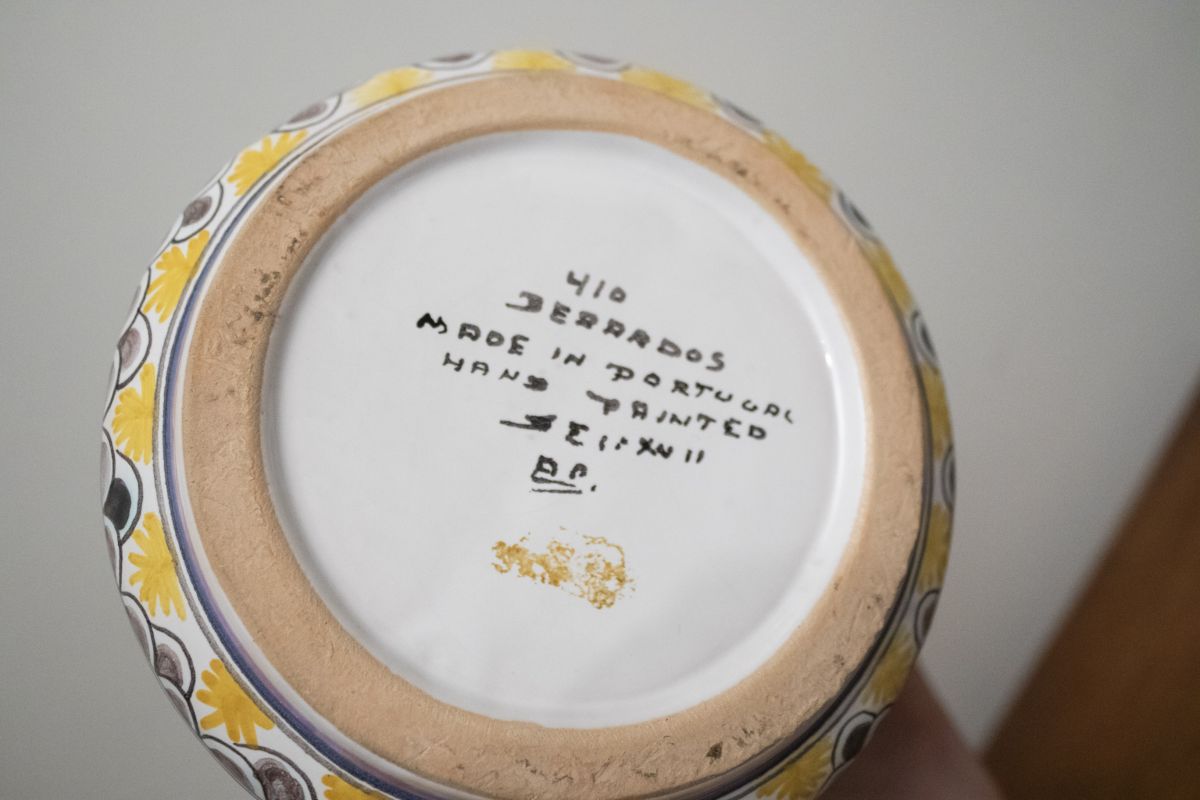 410
BERARDOS
MADE IN PORTUGAL
HAND PAINTED